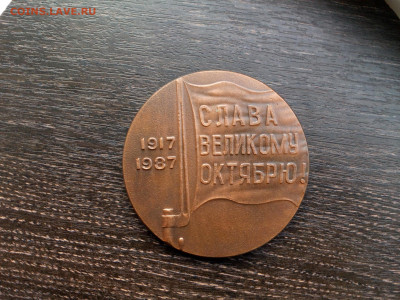 COINS.LAVE.RU
СЛАВА
1917 ВЕЛИКОМУ
1987 ОКТЯБРЮ!